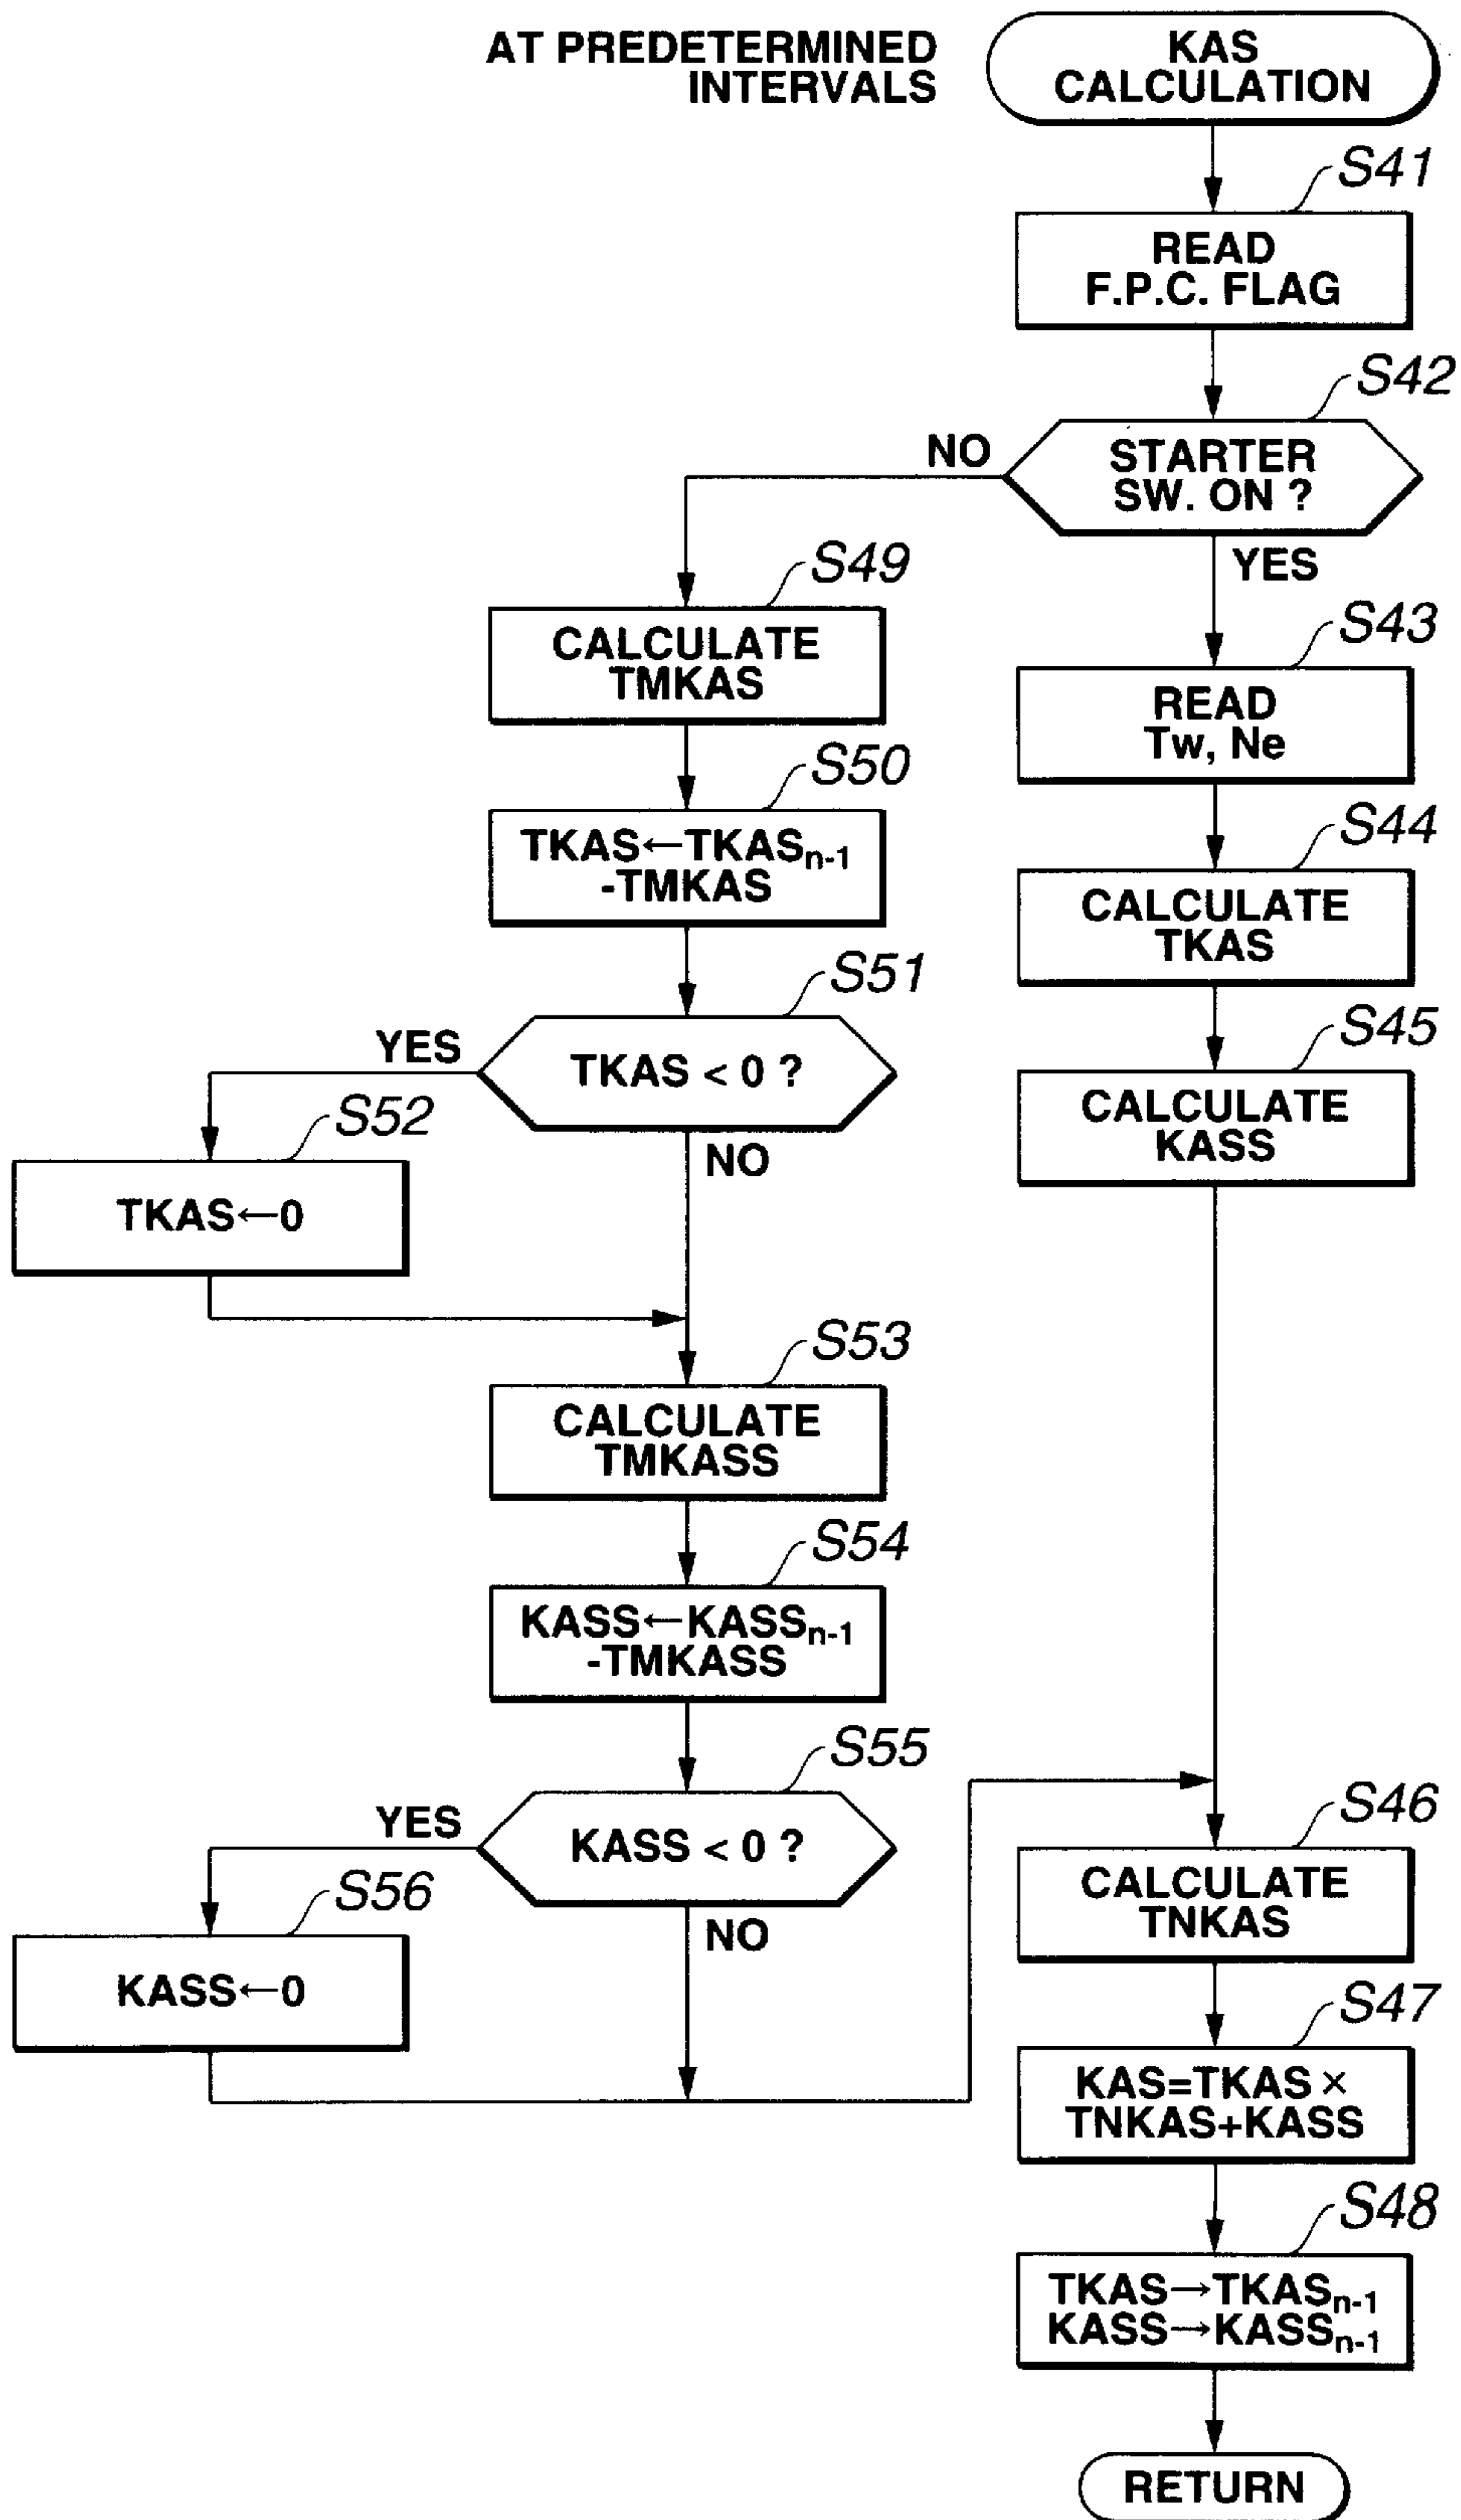 AT PREDETERMINED
INTERVALS
KAS
CALCULATION
S41
READ
F.P.C. FLAG
S42
STARTER
SW. ON ?
NO
YES
S43
READ
Tw, Ne
S44
CALCULATE
TKAS
S45
CALCULATE
KASS
S49
CALCULATE
TMKAS
S50
TKAS←TKASn-1
-TMKAS
S51
TKAS < 0 ?
YES
NO
S52
TKAS←0
S53
CALCULATE
TMKASS
S54
KASS←KASSn-1
-TMKASS
S55
KASS < 0 ?
YES
NO
S56
KASS←0
S46
CALCULATE
TNKAS
S47
KAS=TKAS×
TNKAS+KASS
S48
TKAS→TKASn-1
KASS→KASSn-1
RETURN